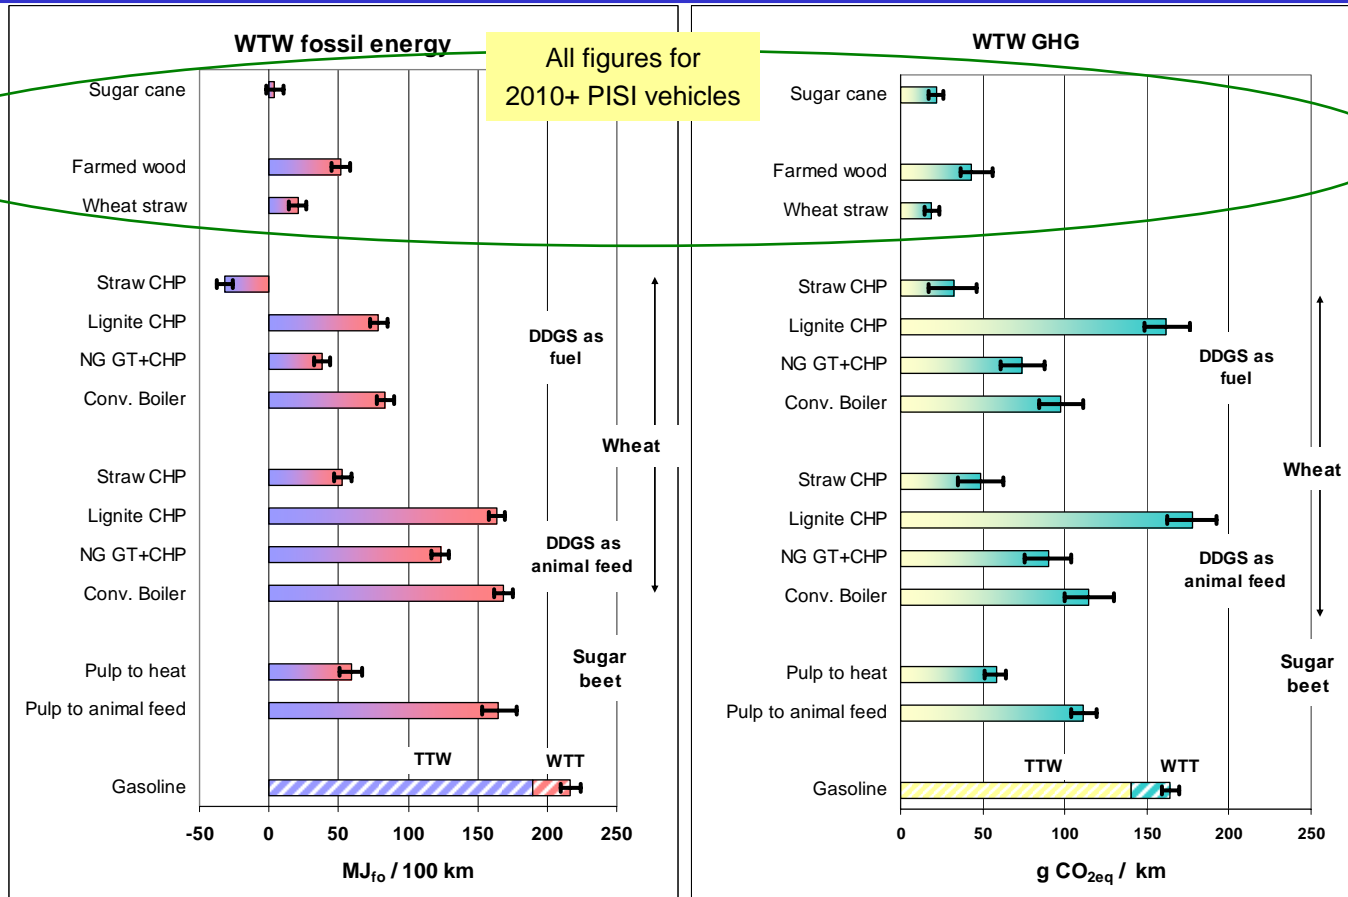 WTW fossil energy
All figures for
2010+ PISI vehicles
Sugar cane
Farmed wood
Wheat straw
Straw CHP
Lignite CHP
NG GT+CHP
Conv. Boiler
DDGS as
fuel
Wheat
Straw CHP
Lignite CHP
NG GT+CHP
Conv. Boiler
DDGS as
animal feed
Pulp to heat
Pulp to animal feed
Sugar
beet
TTW
WTT
Gasoline
-50 0 50 100 150 200 250
MJfo / 100 km
WTW GHG
Sugar cane
Farmed wood
Wheat straw
Straw CHP
Lignite CHP
NG GT+CHP
Conv. Boiler
DDGS as
fuel
Wheat
Straw CHP
Lignite CHP
NG GT+CHP
Conv. Boiler
DDGS as
animal feed
Pulp to heat
Pulp to animal feed
Sugar
beet
TTW
WTT
Gasoline
0 50 100 150 200 250
g CO2eq / km